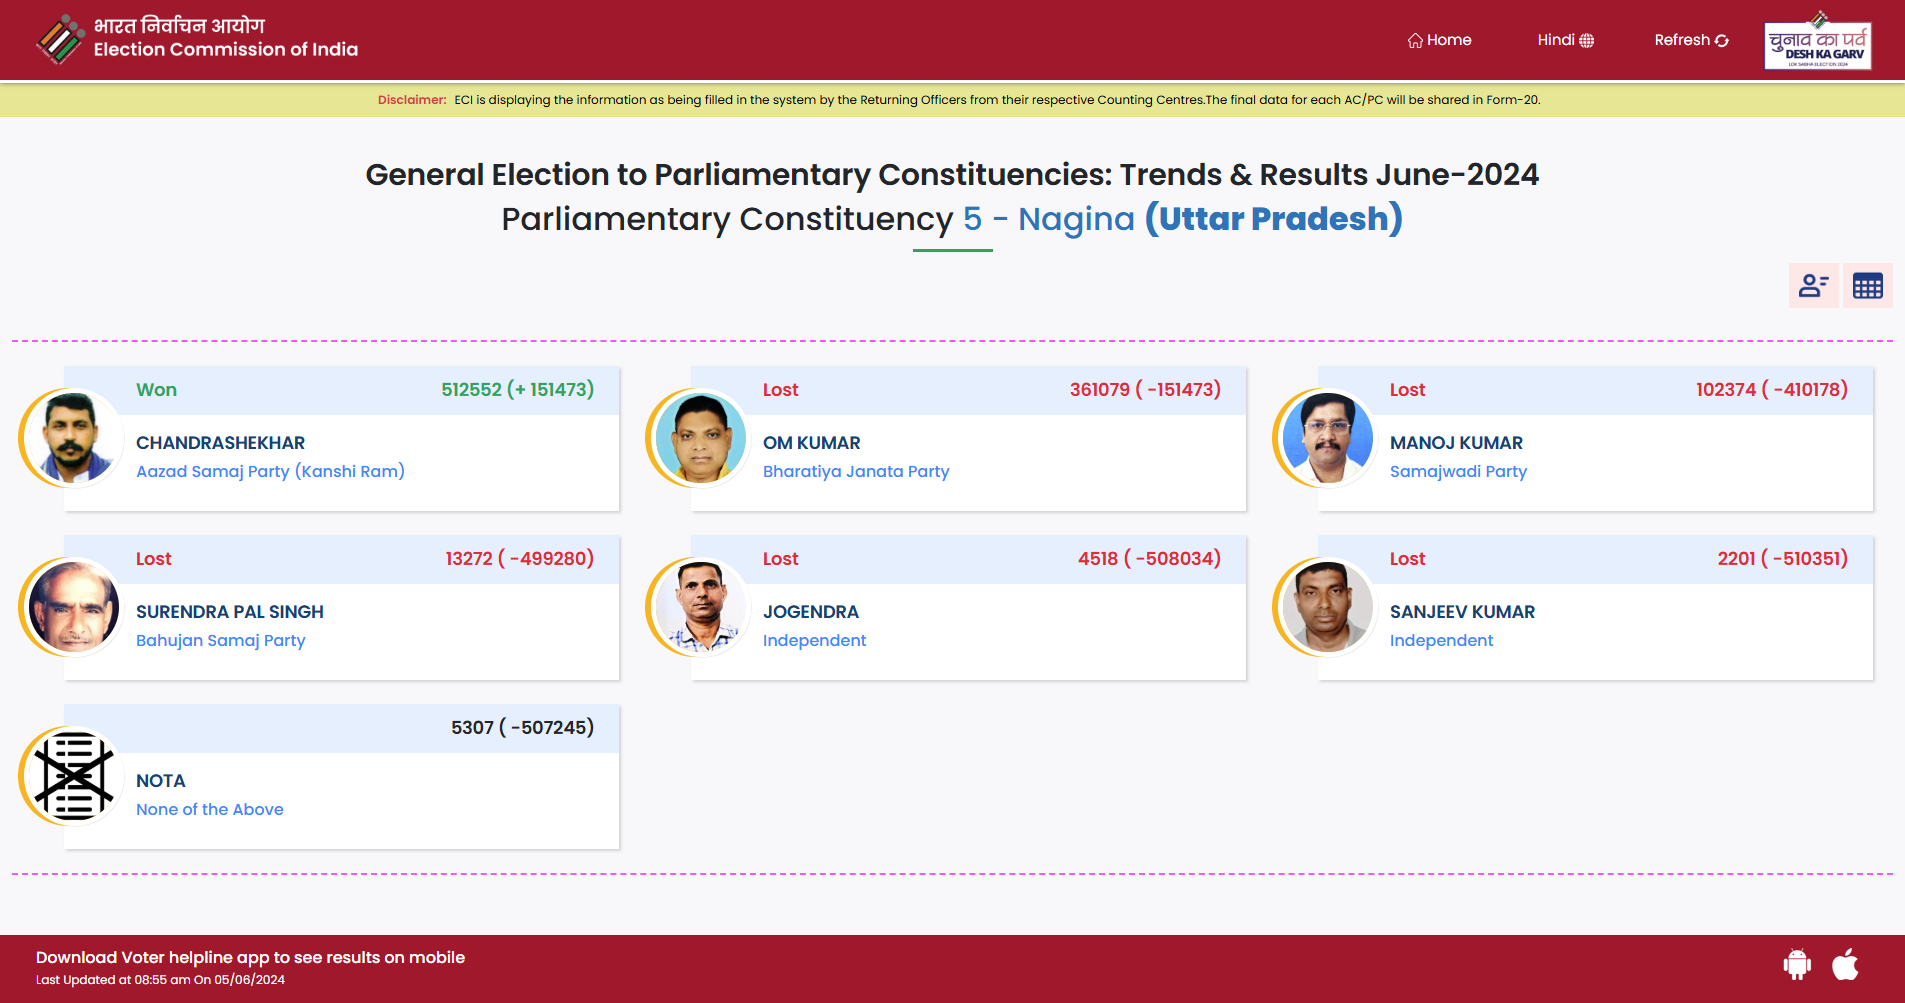 भारत निर्वाचन आयोग
Election Commission of India
Home
Hindi
Refresh
चुनाव का पर्व
DESH KA GARV
LOK SABHA ELECTION 2024
Disclaimer: ECI is displaying the information as being filled in the system by the Returning Officers from their respective Counting Centres.The final data for each AC/PC will be shared in Form-20.
General Election to Parliamentary Constituencies: Trends & Results June-2024
Parliamentary Constituency 5 - Nagina (Uttar Pradesh)
Won 512552 (+ 151473)
CHANDRASHEKHAR
Aazad Samaj Party (Kanshi Ram)
Lost 361079 ( -151473)
OM KUMAR
Bharatiya Janata Party
Lost 102374 ( -410178)
MANOJ KUMAR
Samajwadi Party
Lost 13272 ( -499280)
SURENDRA PAL SINGH
Bahujan Samaj Party
Lost 4518 ( -508034)
JOGENDRA
Independent
Lost 2201 ( -510351)
SANJEEV KUMAR
Independent
5307 ( -507245)
NOTA
None of the Above
Download Voter helpline app to see results on mobile
Last Updated at 08:55 am On 05/06/2024